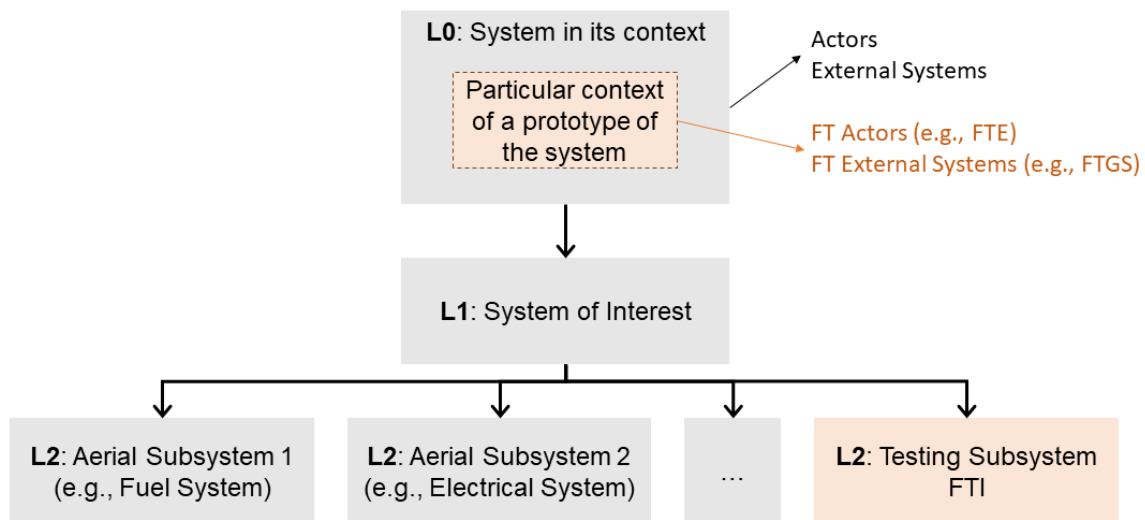 L0: System in its context
Particular context
of a prototype of
the system
Actors
External Systems
FT Actors (e.g., FTE)
FT External Systems (e.g., FTGS)
L1: System of Interest
L2: Aerial Subsystem 1
(e.g., Fuel System)
L2: Aerial Subsystem 2
(e.g., Electrical System)
...
L2: Testing Subsystem
FTI